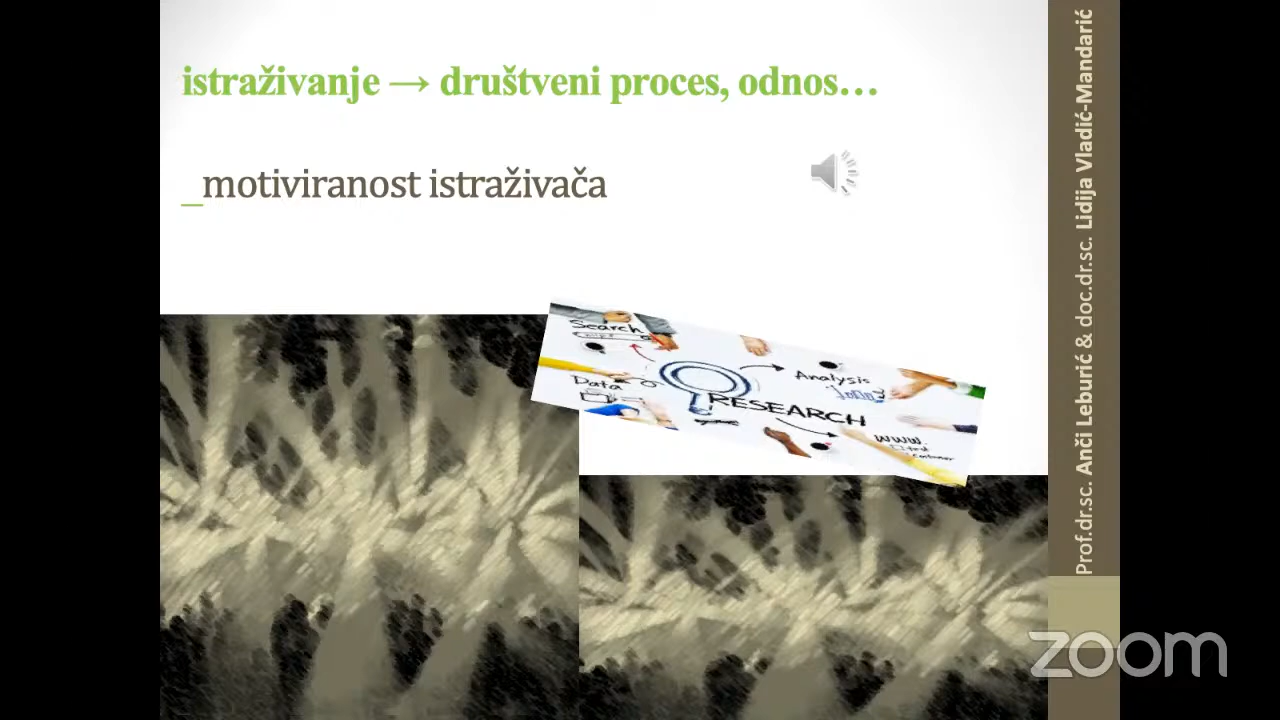 istraživanje → društveni proces, odnos…
_motiviranost istraživača
Search
Data
Analysis
RESEARCH
www.
Prof.dr.sc. Anči Leburić & doc.dr.sc. Lidija Vladić-Mandarić
zoom